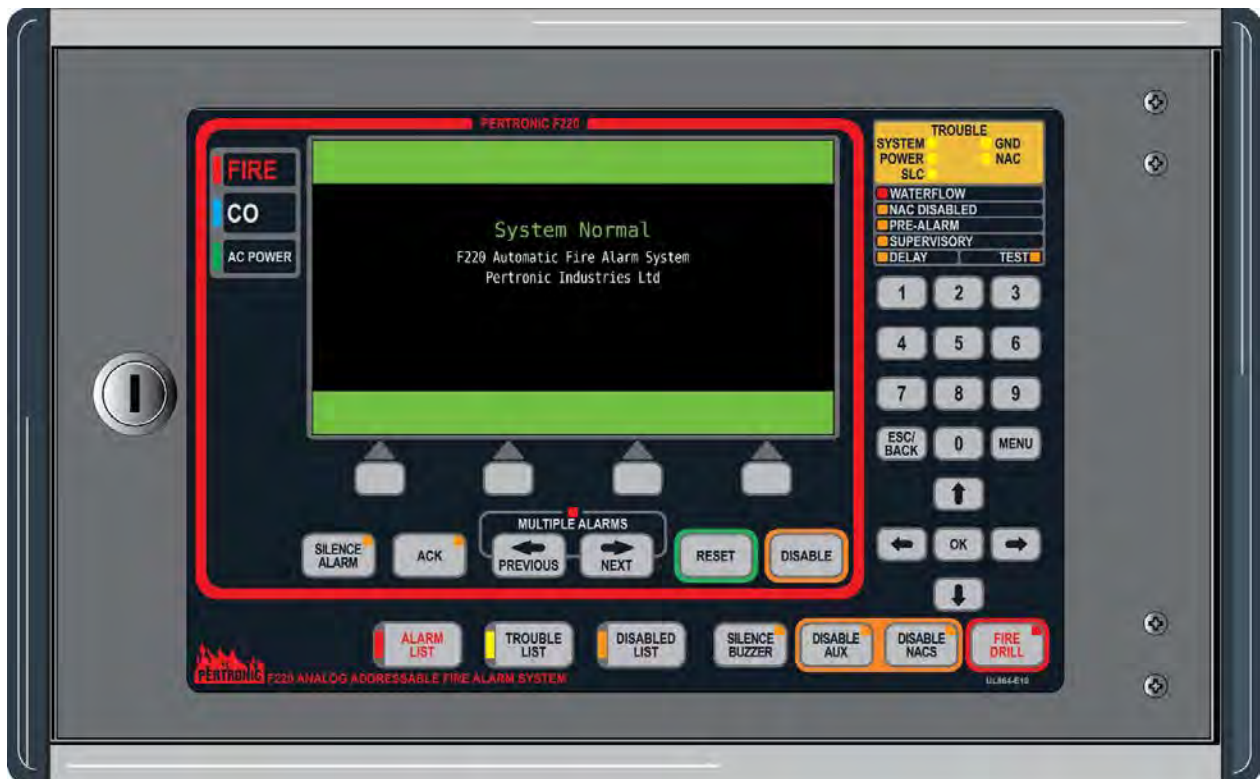 PERTRONIC F220
FIRE
CO
AC POWER
System Normal
F220 Automatic Fire Alarm System
Pertronic Industries Ltd
TROUBLE
SYSTEM GND
POWER NAC
SLC
WATERFLOW
NAC DISABLED
PRE-ALARM
SUPERVISORY
DELAY TEST
1 2 3
4 5 6
7 8 9
ESC/
BACK 0 MENU
OK
MULTIPLE ALARMS
SILENCE
ALARM
ACK
PREVIOUS
NEXT
RESET
DISABLE
ALARM
LIST
TROUBLE
LIST
DISABLED
LIST
SILENCE
BUZZER
DISABLE
AUX
DISABLE
NACS
FIRE
DRILL
PERTRONIC
F220 ANALOG ADDRESSABLE FIRE ALARM SYSTEM
UL864-E10